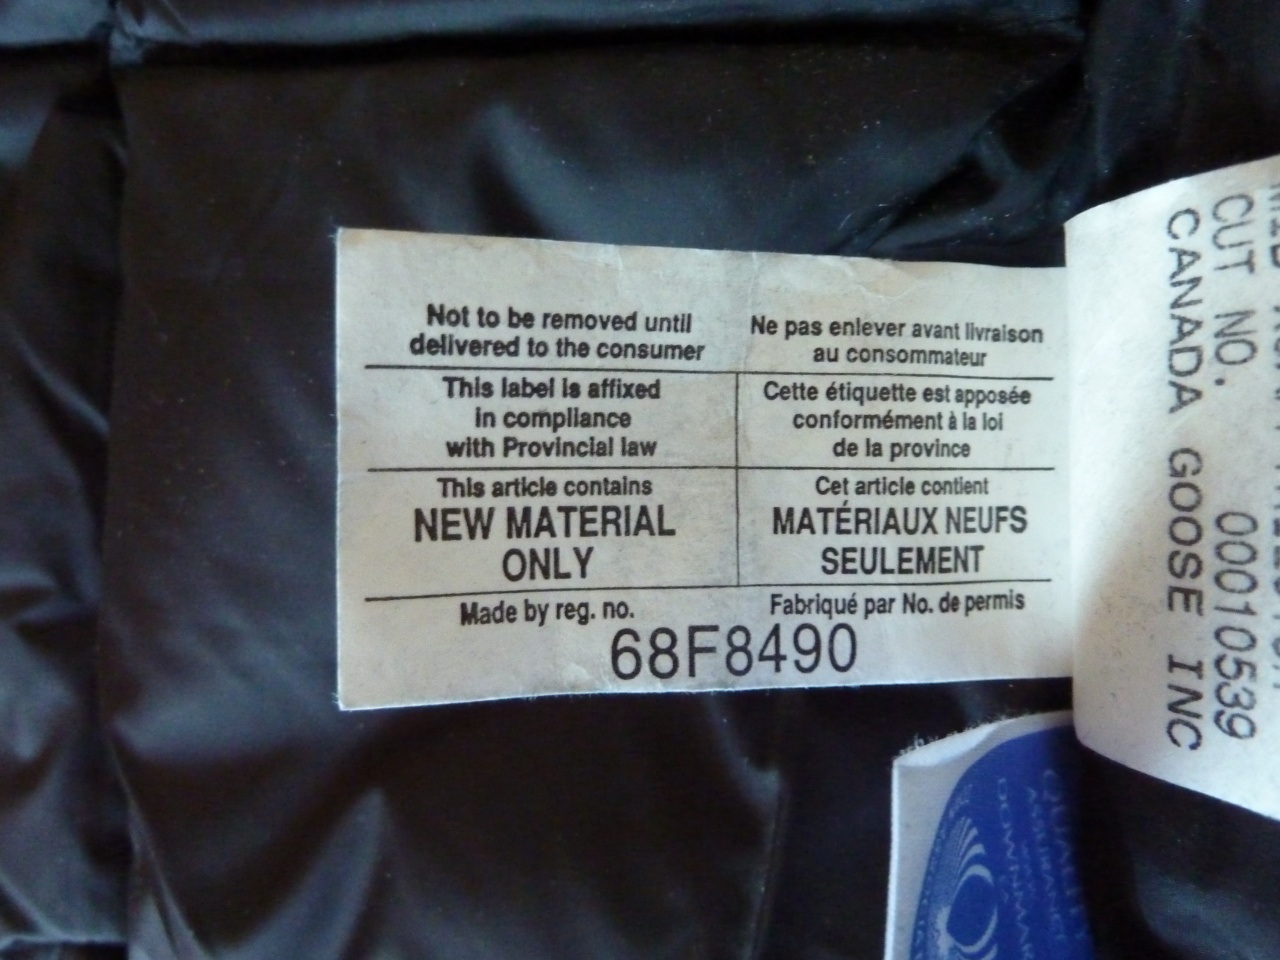 Not to be removed until
delivered to the consumer
Ne pas enlever avant livraison
au consommateur
This label is affixed
in compliance
with Provincial law
Cette étiquette est apposée
conformément à la loi
de la province
This article contains
NEW MATERIAL
ONLY
Cet article contient
MATÉRIAUX NEUFS
SEULEMENT
Made by reg. no.
Fabriqué par No. de permis
68F8490
CUT NO. 00010539
CANADA GOOSE INC
QUALITY
ASSURANCE